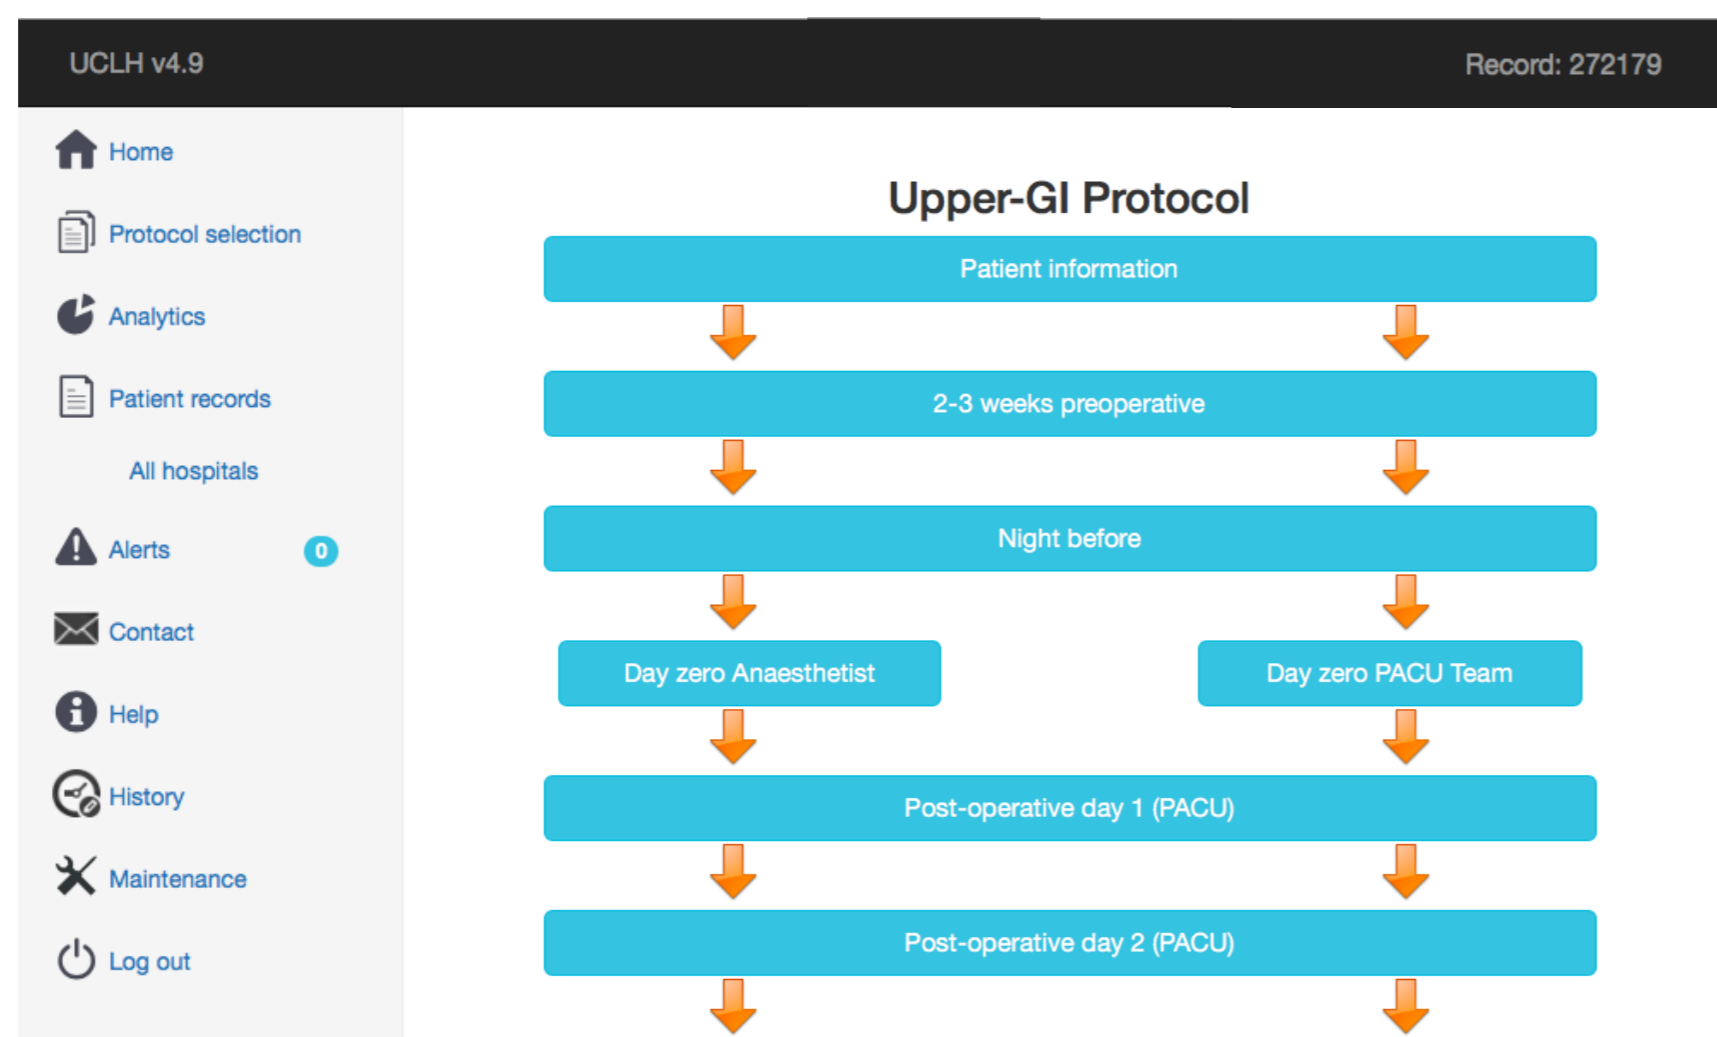 UCLH v4.9
Record: 272179
Home
Protocol selection
Analytics
Patient records
All hospitals
Alerts 0
Contact
Help
History
Maintenance
Log out
Upper-GI Protocol
Patient information
2-3 weeks preoperative
Night before
Day zero Anaesthetist
Day zero PACU Team
Post-operative day 1 (PACU)
Post-operative day 2 (PACU)